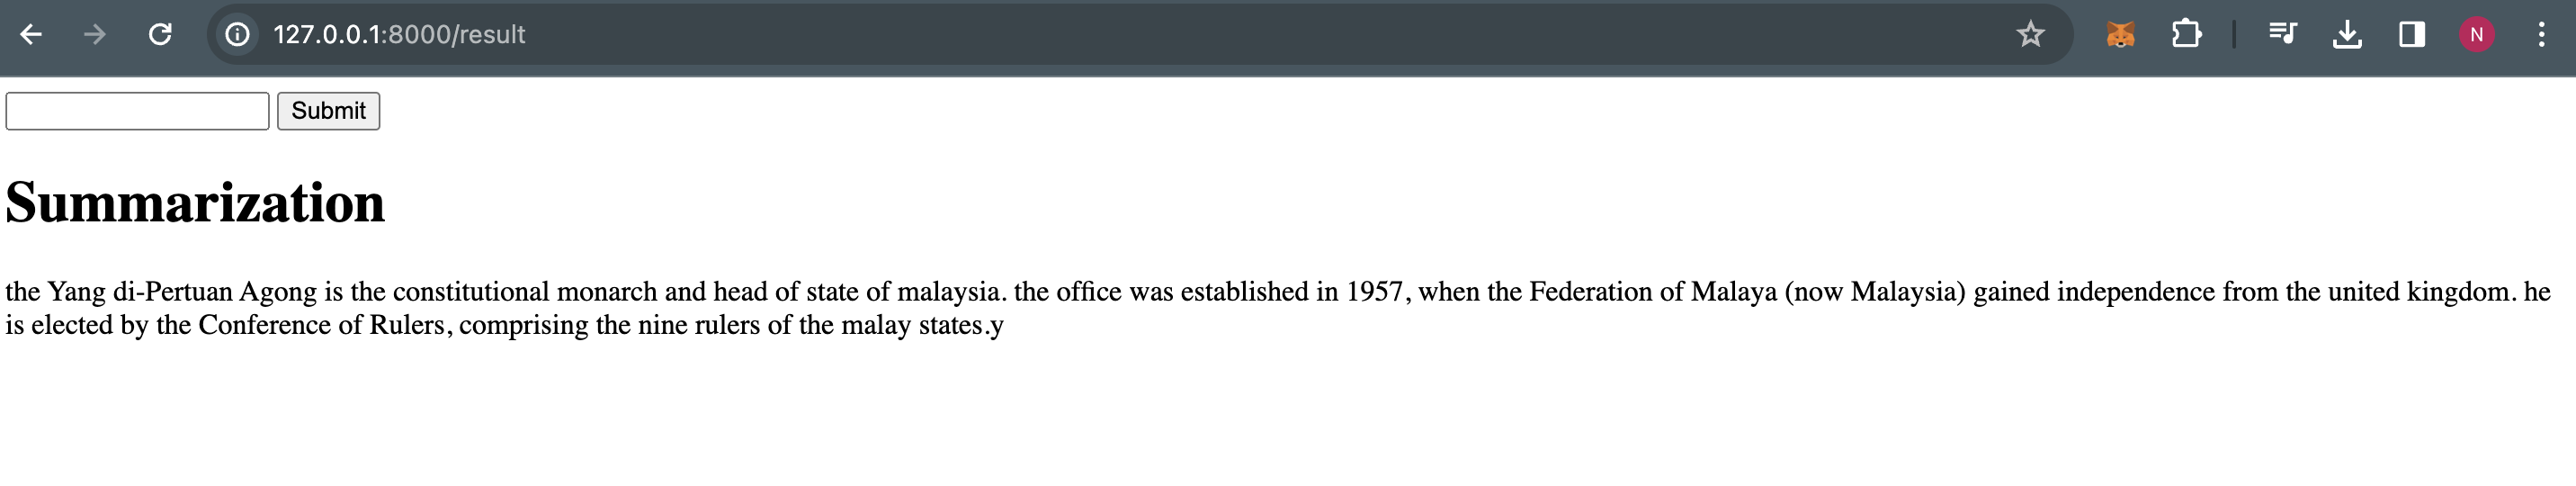 127.0.0.1:8000/result
N
Submit
Summarization
the Yang di-Pertuan Agong is the constitutional monarch and head of state of malaysia. the office was established in 1957, when the Federation of Malaya (now Malaysia) gained independence from the united kingdom. he
is elected by the Conference of Rulers, comprising the nine rulers of the malay states.y